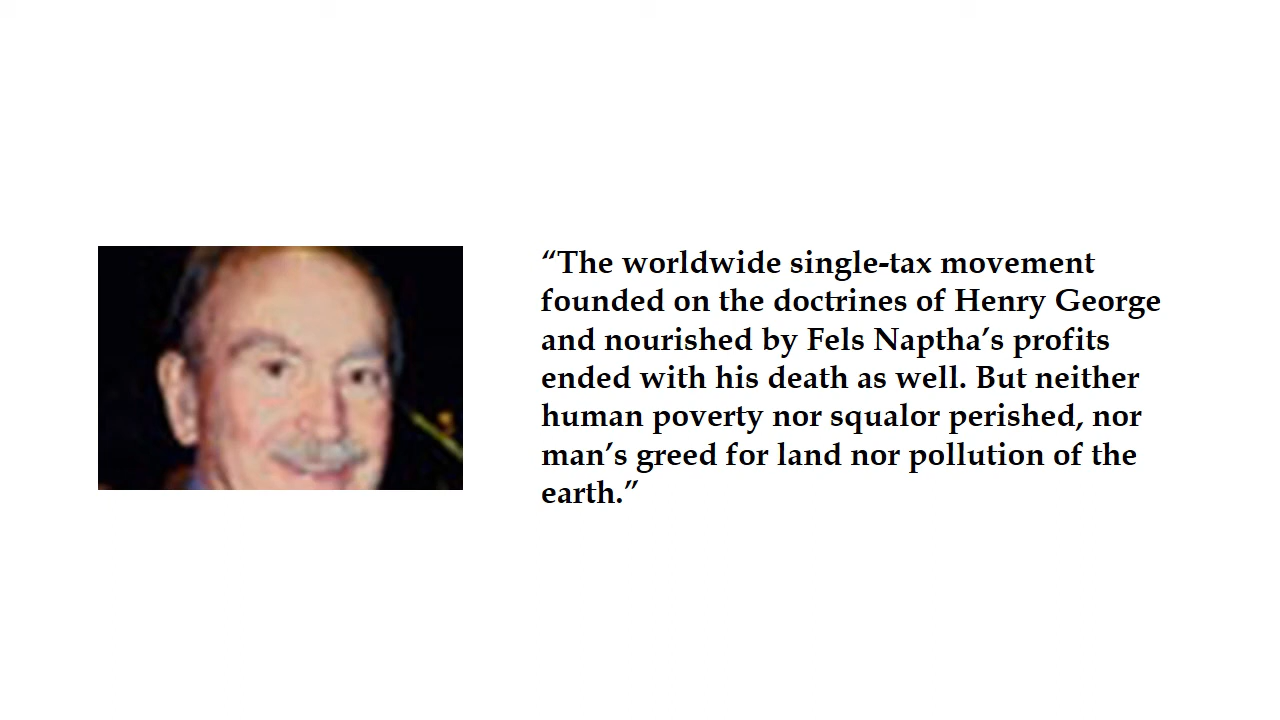 “The worldwide single-tax movement
founded on the doctrines of Henry George
and nourished by Fels Naptha’s profits
ended with his death as well. But neither
human poverty nor squalor perished, nor
man’s greed for land nor pollution of the
earth.”